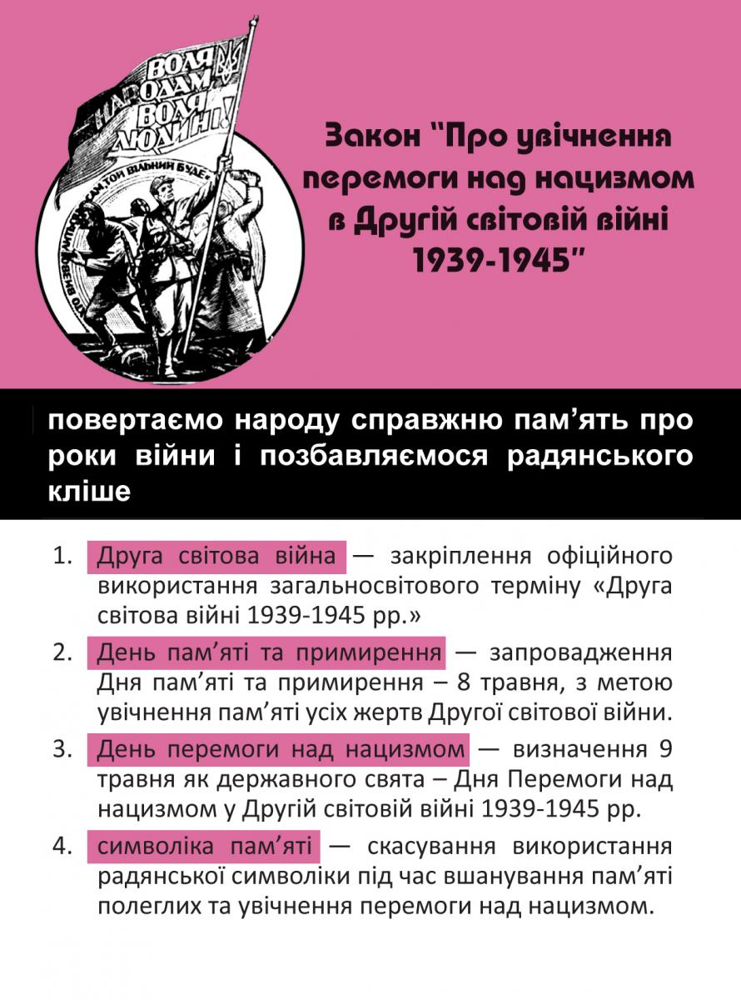 ВОЛЯ
НАРОДАМ
ВОЛЯ
ЛЮДИНІ!
САМ, ТОЙ ВІЛЬНИЙ БУДЕ
Закон “Про увічнення
перемоги над нацизмом
в Другій світовій війні
1939-1945”
повертаємо народу справжню пам’ять про
роки війни і позбавляємося радянського
кліше
1. Друга світова війна — закріплення офіційного
використання загальносвітового терміну «Друга
світова війні 1939-1945 рр.»
2. День пам’яті та примирення — запровадження
Дня пам’яті та примирення – 8 травня, з метою
увічнення пам’яті усіх жертв Другої світової війни.
3. День перемоги над нацизмом — визначення 9
травня як державного свята – Дня Перемоги над
нацизмом у Другій світовій війні 1939-1945 рр.
4. символіка пам’яті — скасування використання
радянської символіки під час вшанування пам’яті
полеглих та увічнення перемоги над нацизмом.